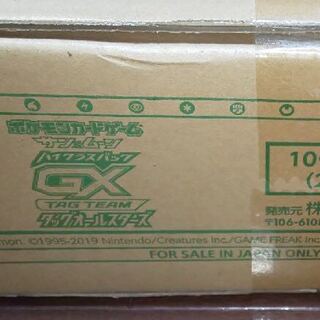 ポケモンカードゲーム
サン&ムーン
ハイクラスパック
GX
TAG TEAM
タッグオールスターズ
10
発売元 株
〒106-6108
mon. ©1995-2019 Nintendo/Creatures Inc./GAME FREAK Inc.
FOR SALE IN JAPAN ONLY